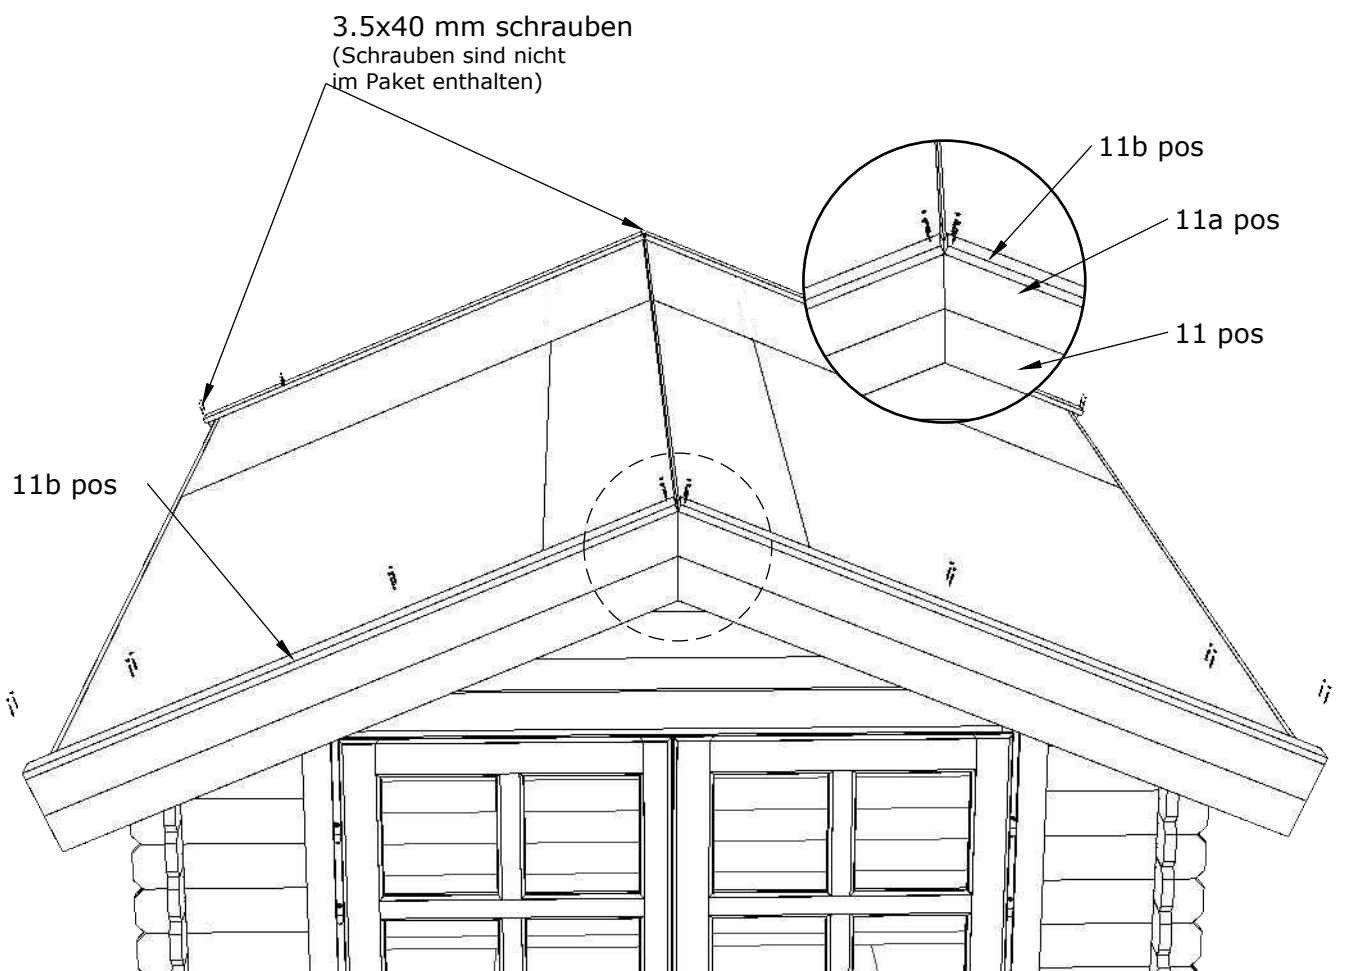 3.5x40 mm schrauben
(Schrauben sind nicht
im Paket enthalten)
11b pos
11a pos
11 pos
11b pos